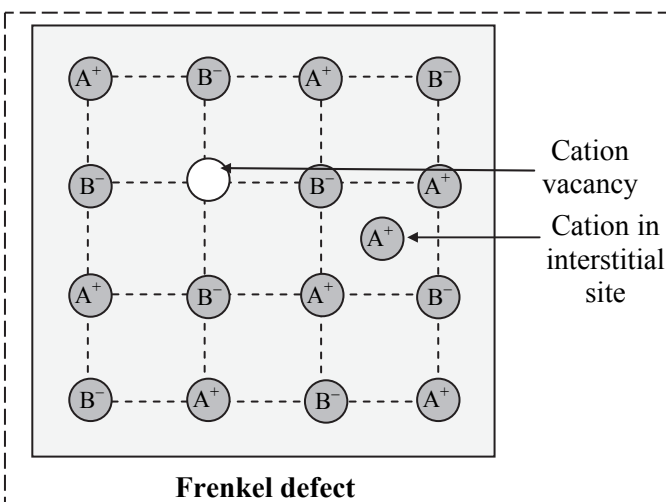 A⁺ B⁻ A⁺ B⁻
Cation
vacancy
B⁻ B⁻ A⁺
Cation in
interstitial
site
A⁺
A⁺ B⁻ A⁺ B⁻
B⁻ A⁺ B⁻ A⁺
Frenkel defect